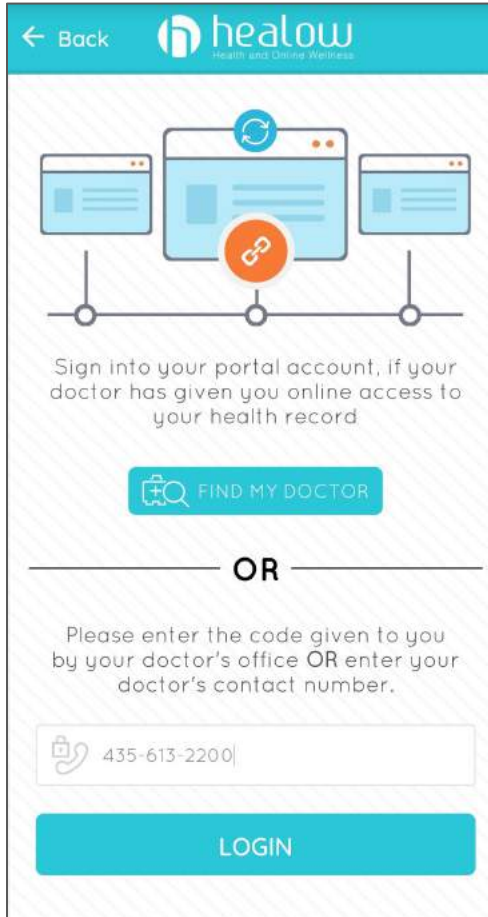 ← Back
healow
Health and Online Wellness
Sign into your portal account, if your
doctor has given you online access to
your health record
FIND MY DOCTOR
OR
Please enter the code given to you
by your doctor's office OR enter your
doctor's contact number.
435-613-2200
LOGIN